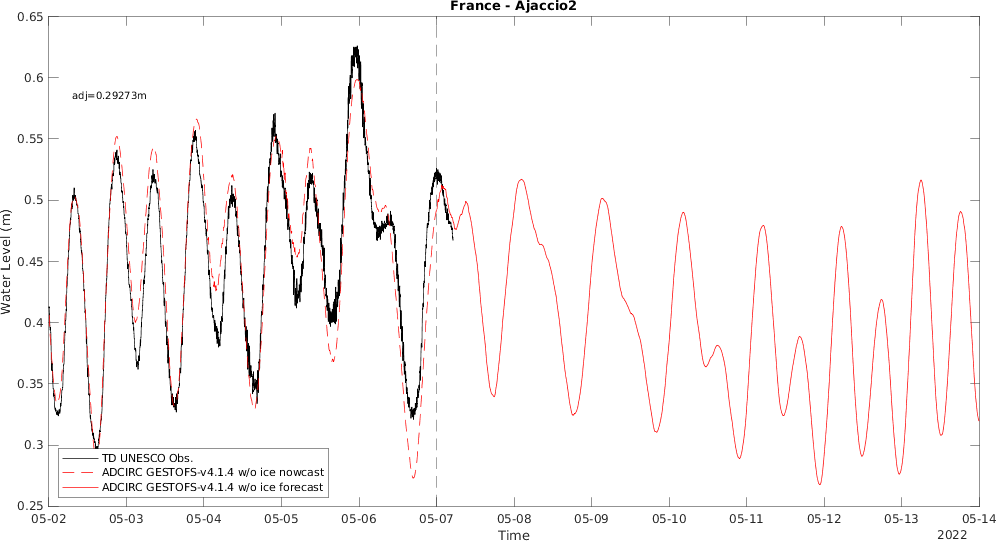 France - Ajaccio2
0.65
0.6
0.55
0.5
0.45
0.4
0.35
0.3
0.25
Water Level (m)
adj=0.29273m
TD UNESCO Obs.
ADCIRC GESTOFS-v4.1.4 w/o ice nowcast
ADCIRC GESTOFS-v4.1.4 w/o ice forecast
05-02 05-03 05-04 05-05 05-06 05-07 05-08 05-09 05-10 05-11 05-12 05-13 05-14
Time
2022